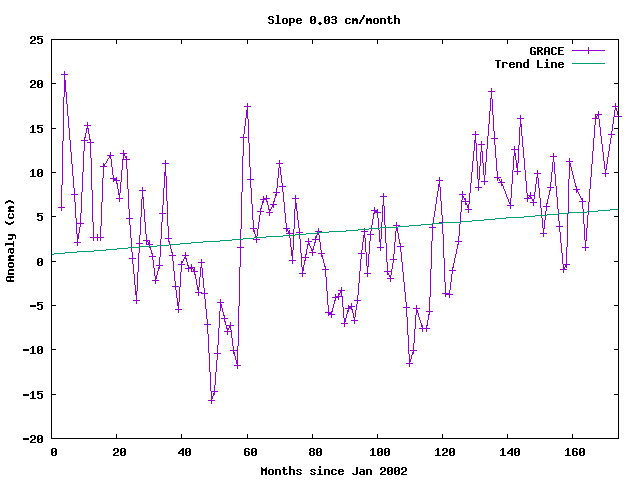 Slope 0.03 cm/month
GRACE
Trend Line
25
20
15
10
5
0
-5
-10
-15
-20
Anomaly (cm)
0 20 40 60 80 100 120 140 160
Months since Jan 2002